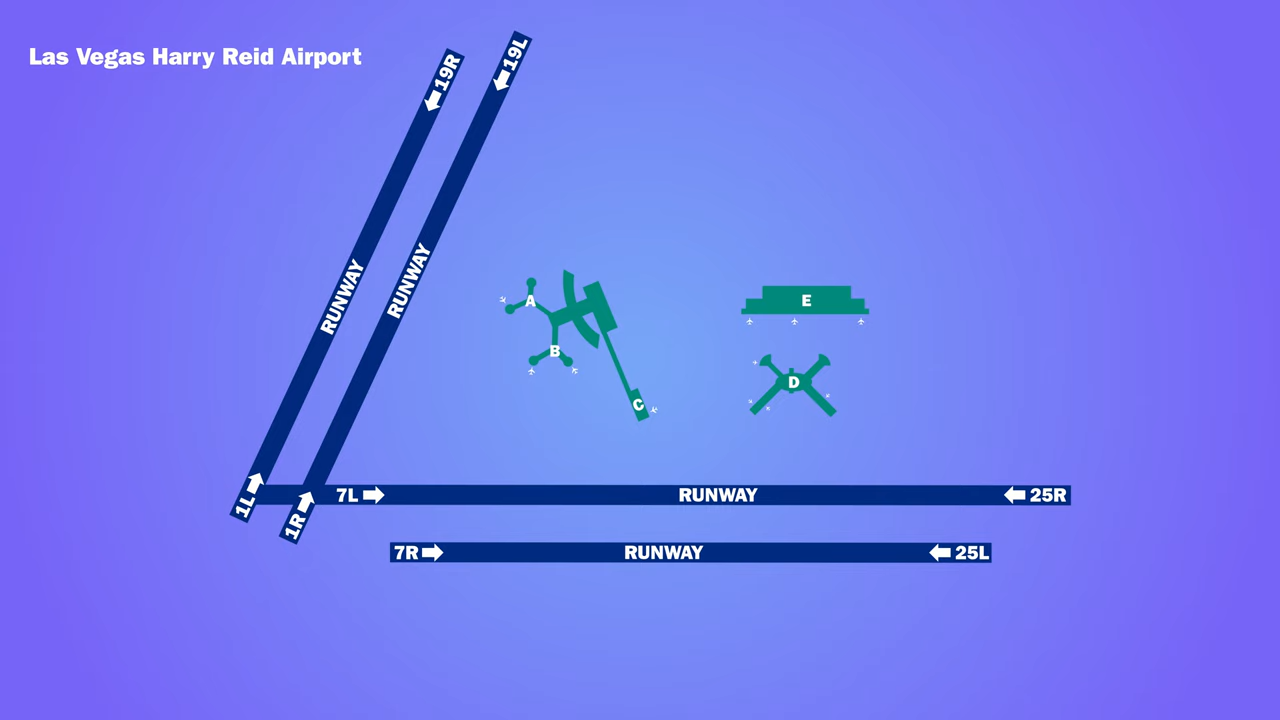 Las Vegas Harry Reid Airport
19R
19L
RUNWAY
RUNWAY
1L
1R
A
B
C
E
D
7L
RUNWAY
25R
7R
RUNWAY
25L